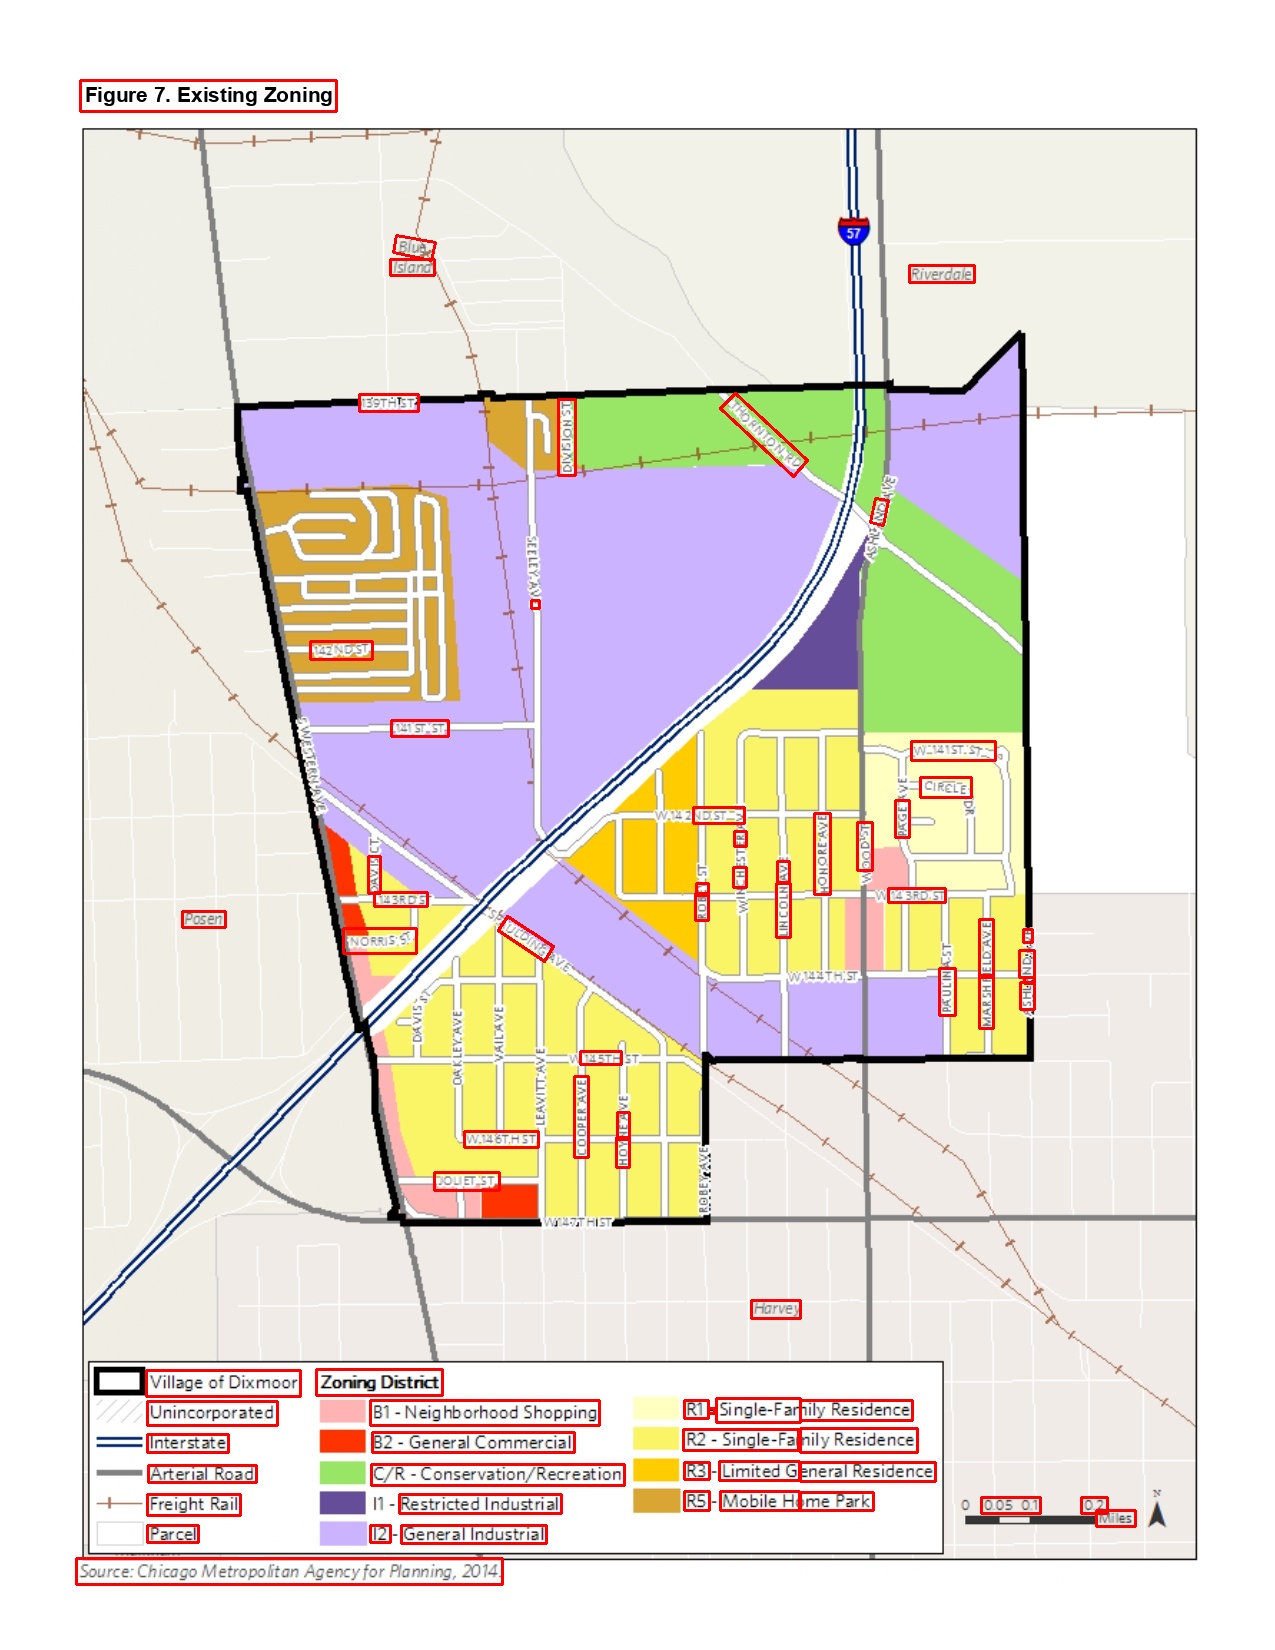 Figure 7. Existing Zoning
57
Blue
Island
Riverdale
139TH ST
DIVISION ST
THORNTON RD
ASHLAND AVE
SEELEY AVE
142ND ST
141ST ST
S WESTERN AVE
W 141ST ST
CIRCLE
DR
PAGE AVE
W 142ND ST
WINCHESTER AV
HONORE AVE
WOOD ST
DAVIS CT
ROBEY ST
LINCOLN AVE
143RD S
W 143RD ST
Posen
NORRIS ST
SPAULDING AVE
W 144TH ST
PAULINA ST
MARSHFIELD AVE
ASHLAND AVE
DAVIS ST
OAKLEY AVE
VAIL AVE
LEAVITT AVE
W 145TH ST
COOPER AVE
HOYNE AVE
W 146TH ST
JOLIET ST
ROBEY AVE
W 147TH ST
Harvey
Village of Dixmoor
Unincorporated
Interstate
Arterial Road
Freight Rail
Parcel
Zoning District
B1 - Neighborhood Shopping
B2 - General Commercial
C/R - Conservation/Recreation
I1 - Restricted Industrial
I2 - General Industrial
R1 - Single-Family Residence
R2 - Single-Family Residence
R3 - Limited General Residence
R5 - Mobile Home Park
0 0.05 0.1 0.2
Miles
N
Source: Chicago Metropolitan Agency for Planning, 2014.